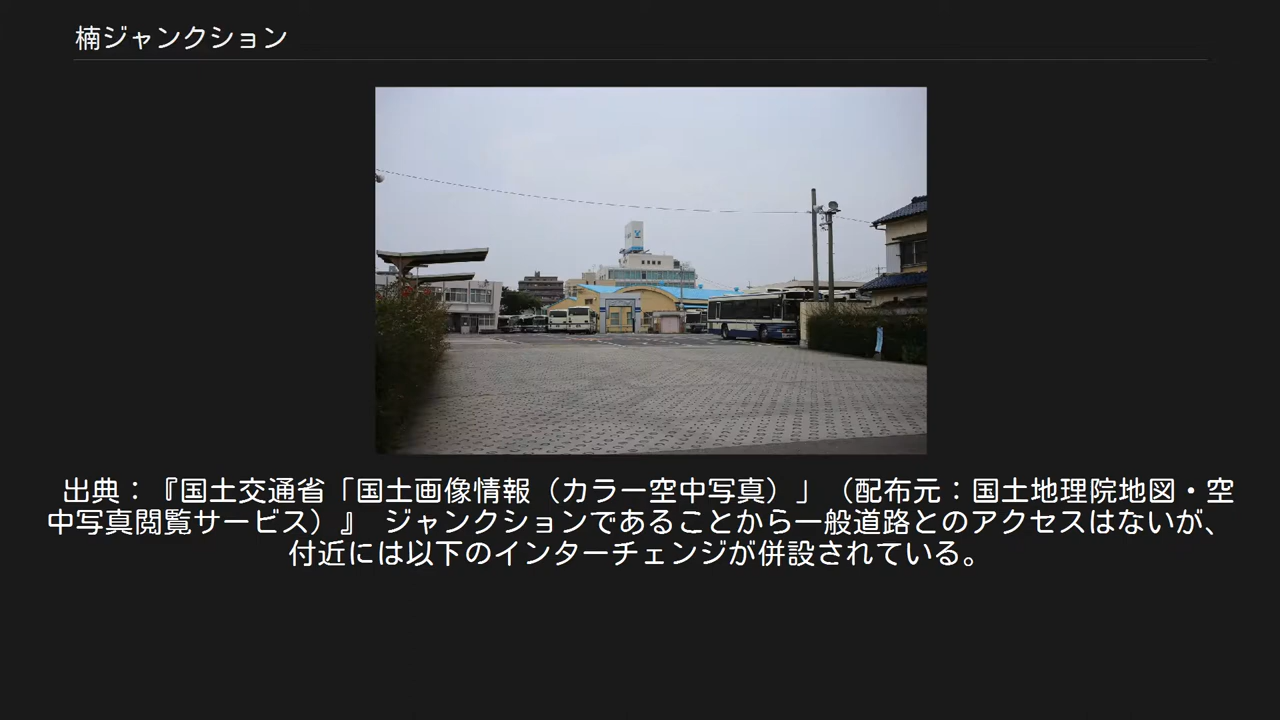 楠ジャンクション
出典：『国土交通省「国土画像情報（カラー空中写真）」（配布元：国土地理院地図・空
中写真閲覧サービス）』 ジャンクションであることから一般道路とのアクセスはないが、
付近には以下のインターチェンジが併設されている。